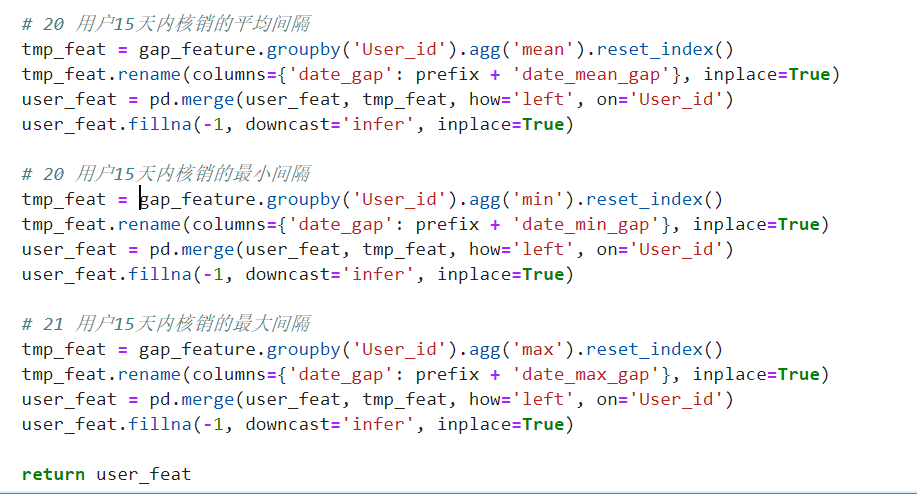 # 20 用户15天内核销的平均间隔
tmp_feat = gap_feature.groupby('User_id').agg('mean').reset_index()
tmp_feat.rename(columns={'date_gap': prefix + 'date_mean_gap'}, inplace=True)
user_feat = pd.merge(user_feat, tmp_feat, how='left', on='User_id')
user_feat.fillna(-1, downcast='infer', inplace=True)
# 20 用户15天内核销的最小间隔
tmp_feat = gap_feature.groupby('User_id').agg('min').reset_index()
tmp_feat.rename(columns={'date_gap': prefix + 'date_min_gap'}, inplace=True)
user_feat = pd.merge(user_feat, tmp_feat, how='left', on='User_id')
user_feat.fillna(-1, downcast='infer', inplace=True)
# 21 用户15天内核销的最大间隔
tmp_feat = gap_feature.groupby('User_id').agg('max').reset_index()
tmp_feat.rename(columns={'date_gap': prefix + 'date_max_gap'}, inplace=True)
user_feat = pd.merge(user_feat, tmp_feat, how='left', on='User_id')
user_feat.fillna(-1, downcast='infer', inplace=True)
return user_feat